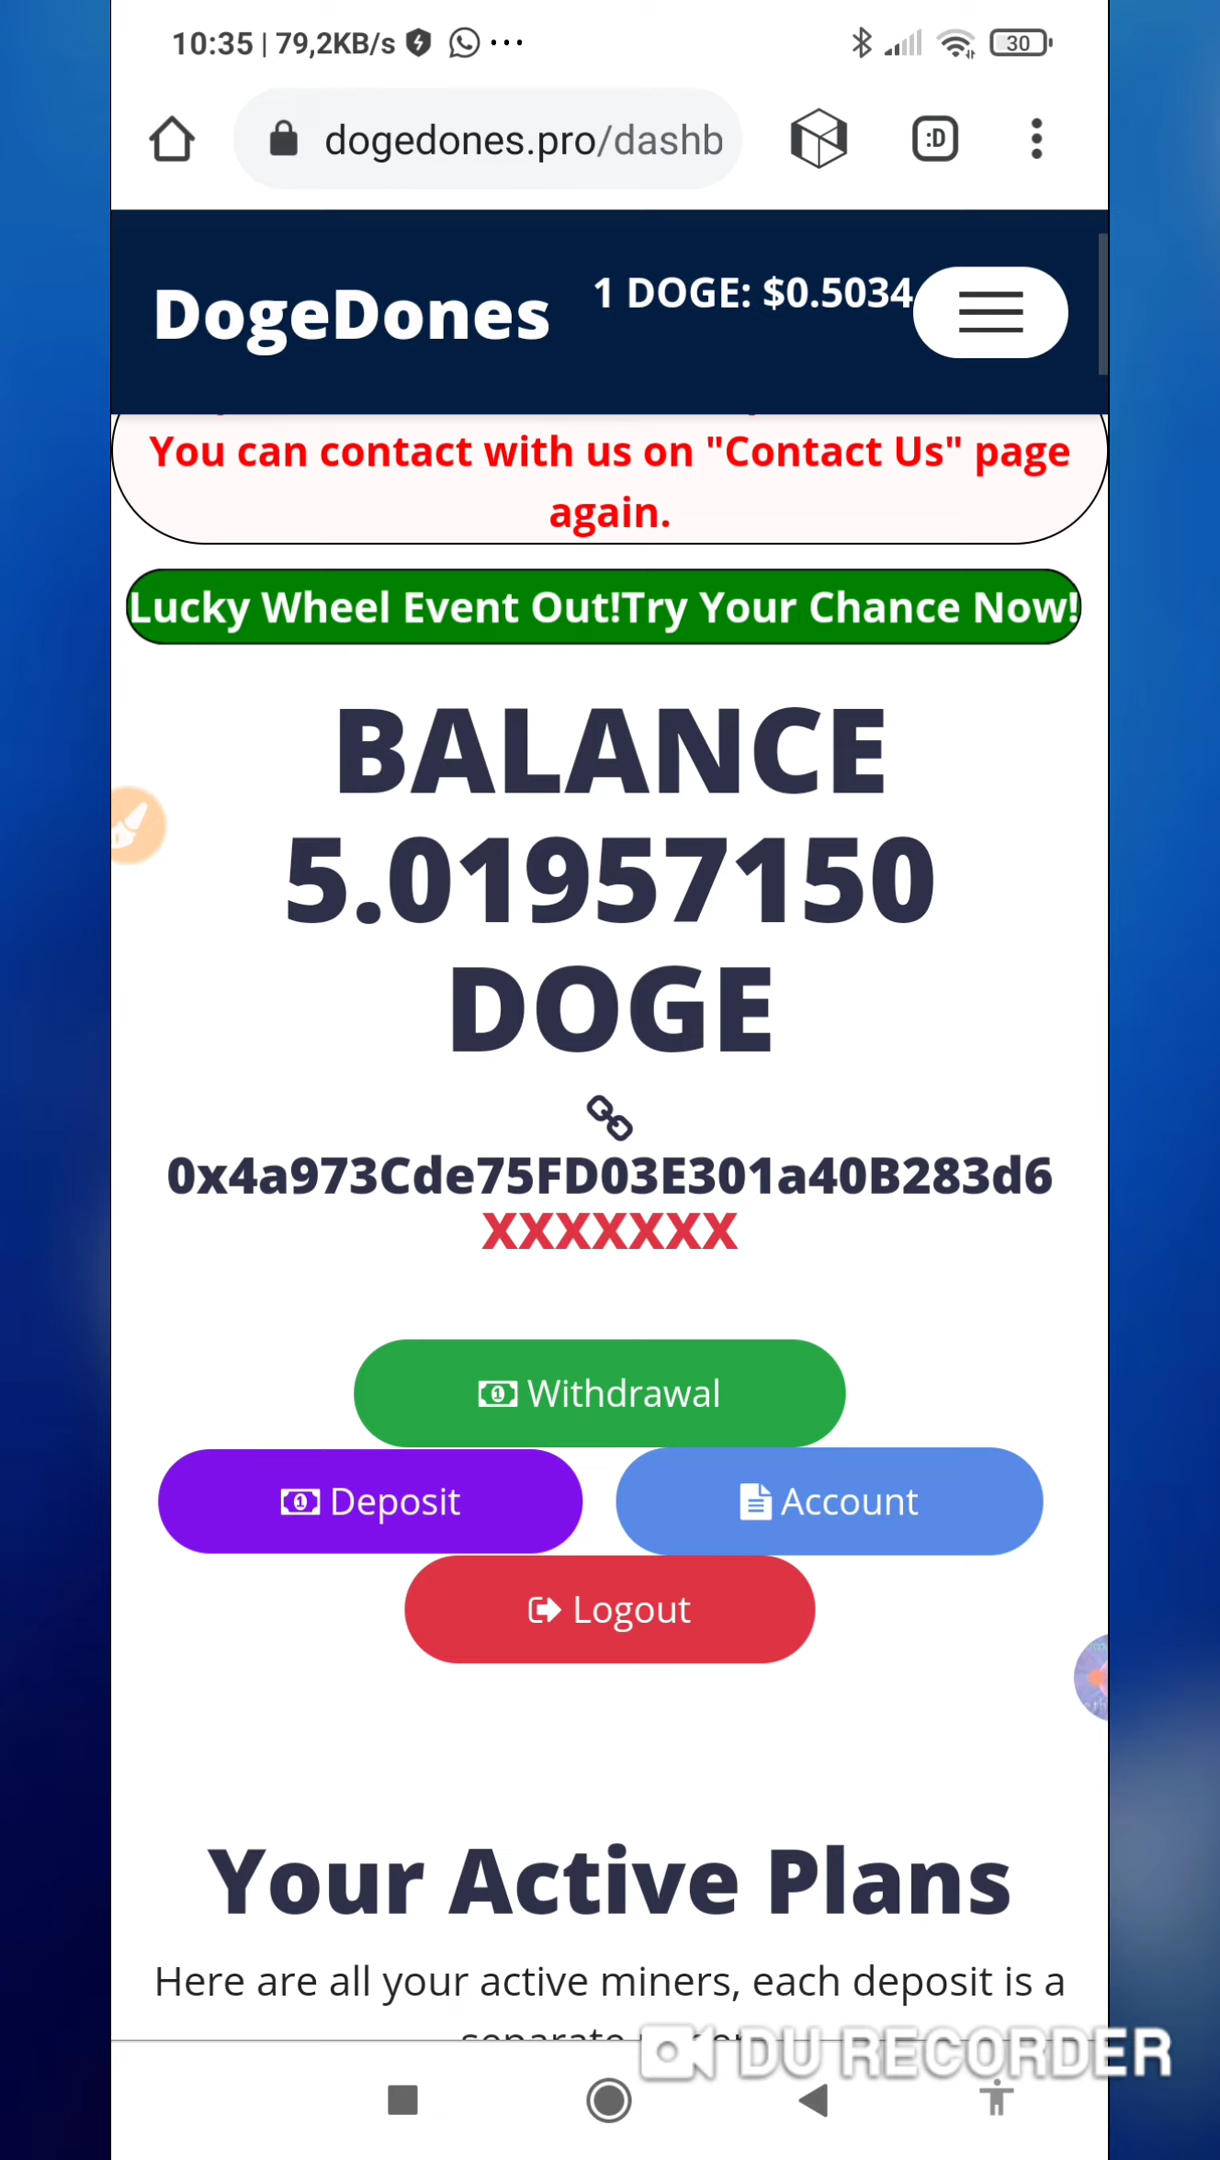 10:35 | 79,2KB/s
30
dogedones.pro/dashb
:D
DogeDones
1 DOGE: $0.5034
You can contact with us on "Contact Us" page
again.
Lucky Wheel Event Out!Try Your Chance Now!
BALANCE
5.01957150
DOGE
0x4a973Cde75FD03E301a40B283d6
XXXXXXX
Withdrawal
Deposit
Account
Logout
Your Active Plans
Here are all your active miners, each deposit is a
separate
DU RECORDER